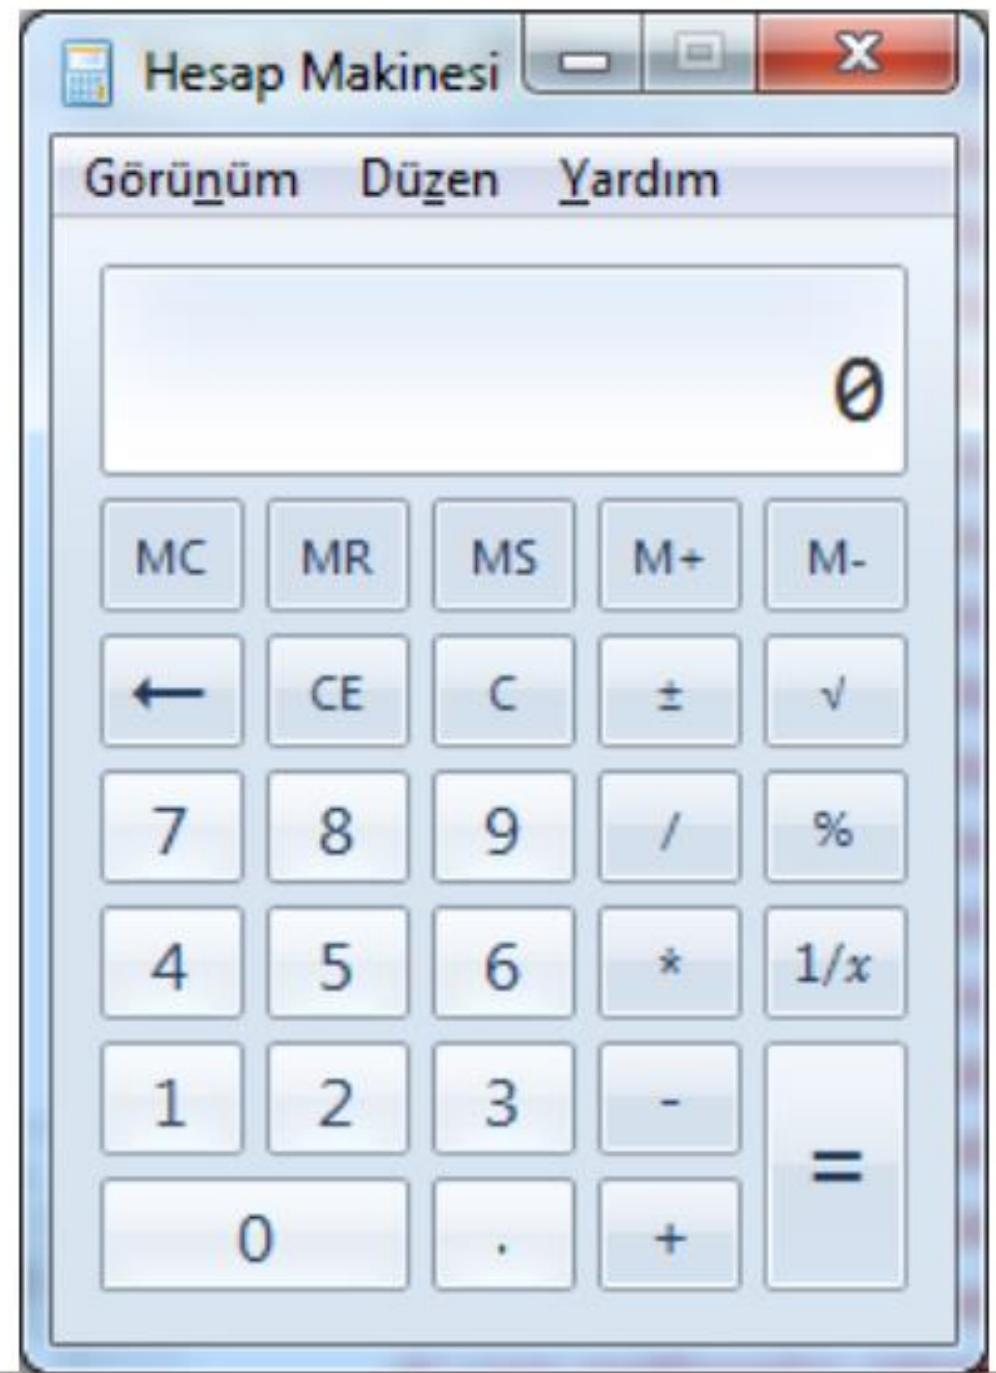 Hesap Makinesi
Görünüm Düzen Yardım
0
MC MR MS M+ M-
← CE C ± √
7 8 9 / %
4 5 6 * 1/x
1 2 3 - =
0 . +